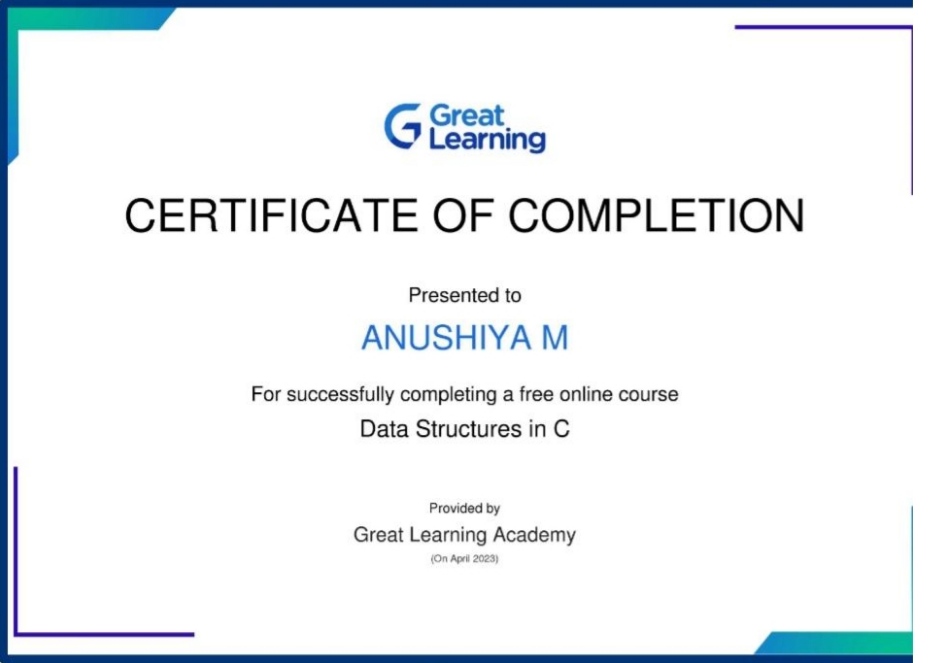 Great
Learning
CERTIFICATE OF COMPLETION
Presented to
ANUSHIYA M
For successfully completing a free online course
Data Structures in C
Provided by
Great Learning Academy
(On April 2023)